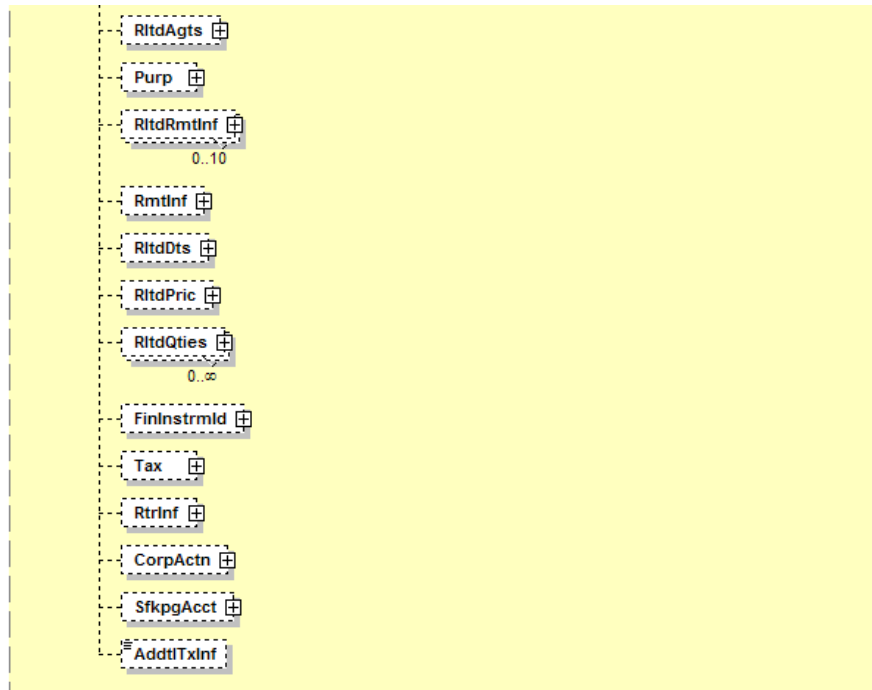 RltdAgts
Purp
RltdRmtInf
0..10
RmtInf
RltdDts
RltdPric
RltdQties
0..∞
FinInstrmId
Tax
RtrInf
CorpActn
SfkpgAcct
AddtlTxInf